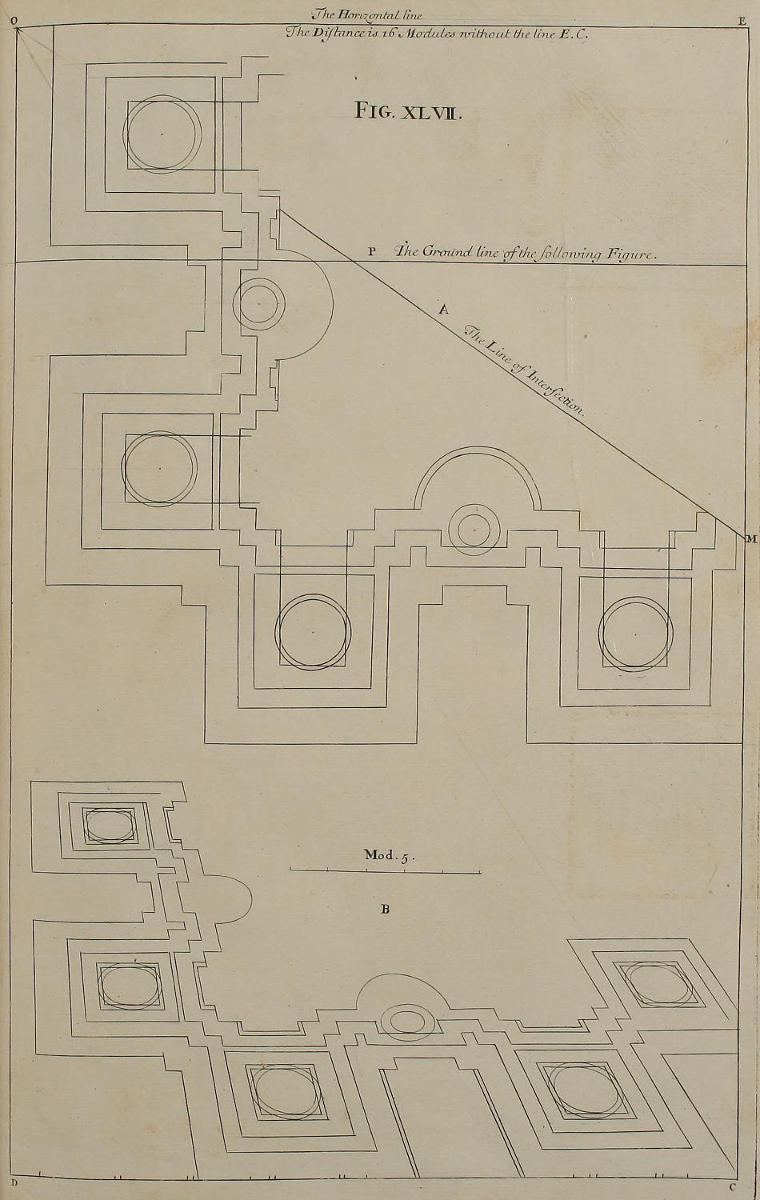 The Horizontal line
O E
The Diſtance is 16 Modules without the line E.C.
FIG. XLVII.
P The Ground line of the following Figure.
A
The Line of Interſection.
M
Mod. 5.
B
D C